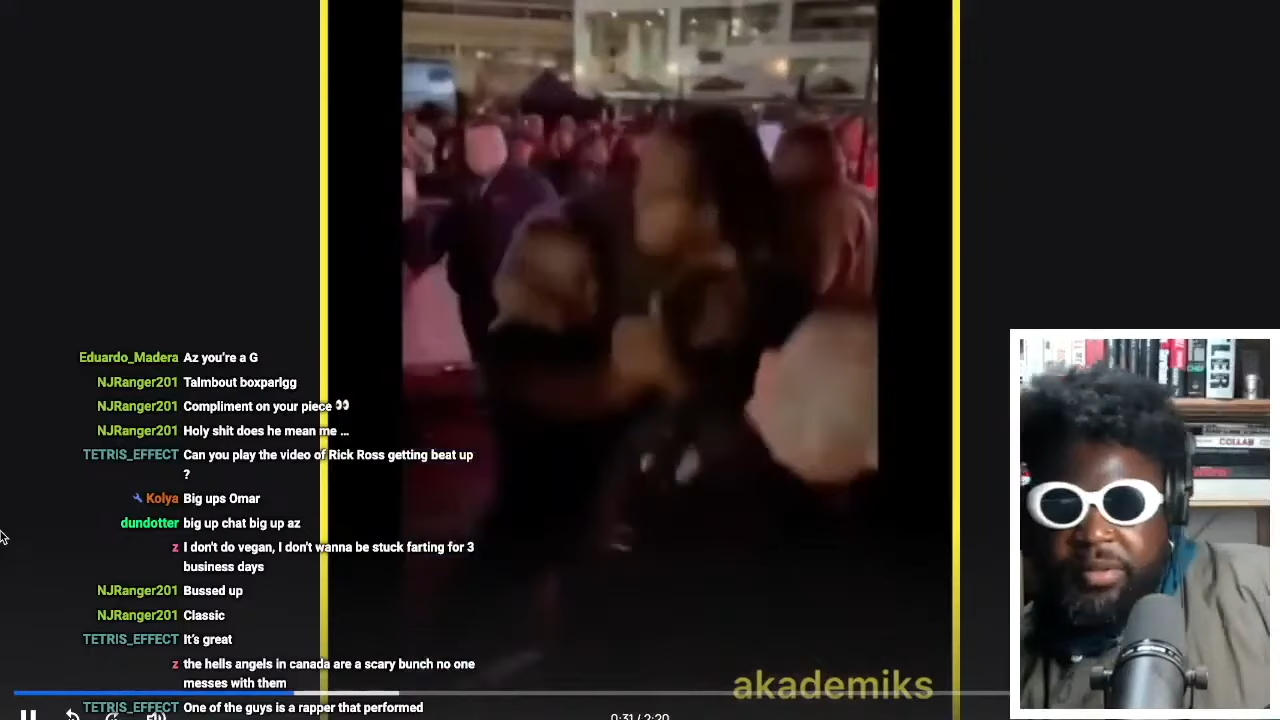 Eduardo_Madera Az you're a G
NJRanger201 Talmbout boxparlgg
NJRanger201 Compliment on your piece 👀
NJRanger201 Holy shit does he mean me ...
TETRIS_EFFECT Can you play the video of Rick Ross getting beat up
?
Kolya Big ups Omar
dundotter big up chat big up az
z I don't do vegan, I don't wanna be stuck farting for 3
business days
NJRanger201 Bussed up
NJRanger201 Classic
TETRIS_EFFECT It's great
z the hells angels in canada are a scary bunch no one
messes with them
TETRIS_EFFECT One of the guys is a rapper that performed
akademiks
0:31 / 2:20
COLLAB